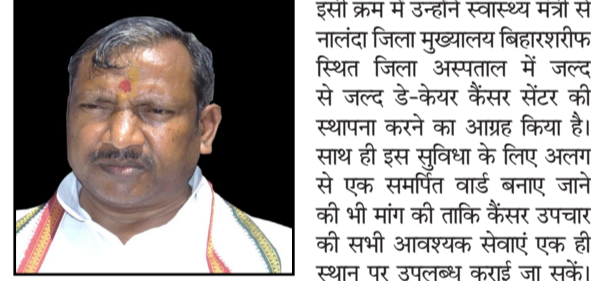 इसी क्रम में उन्होंने स्वास्थ्य मंत्री से
नालंदा जिला मुख्यालय बिहारशरीफ
स्थित जिला अस्पताल में जल्द
से जल्द डे-केयर कैंसर सेंटर की
स्थापना करने का आग्रह किया है।
साथ ही इस सुविधा के लिए अलग
से एक समर्पित वार्ड बनाए जाने
की भी मांग की ताकि कैंसर उपचार
की सभी आवश्यक सेवाएं एक ही
स्थान पर उपलब्ध कराई जा सकें।